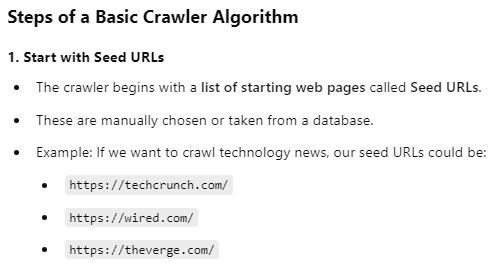 Steps of a Basic Crawler Algorithm
1. Start with Seed URLs
• The crawler begins with a list of starting web pages called Seed URLs.
• These are manually chosen or taken from a database.
• Example: If we want to crawl technology news, our seed URLs could be:
• https://techcrunch.com/
• https://wired.com/
• https://theverge.com/